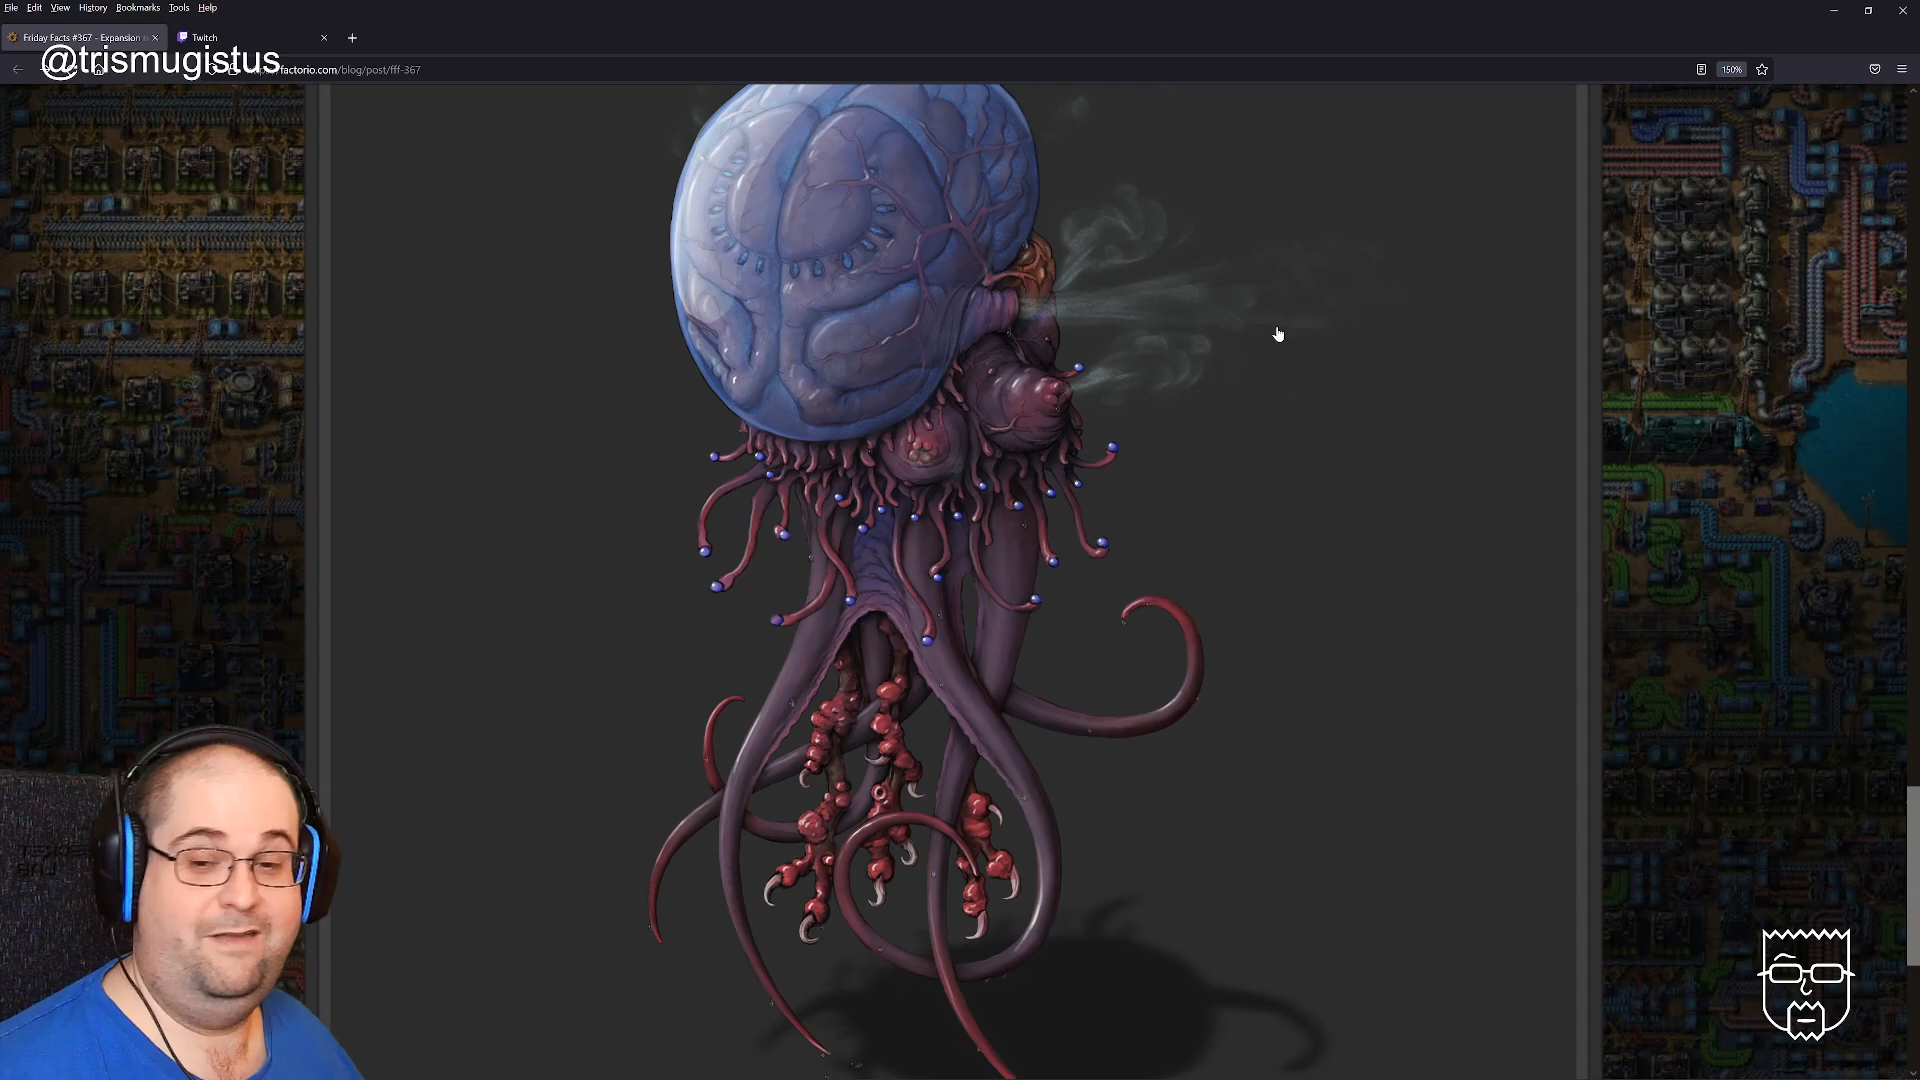 File Edit View History Bookmarks Tools Help
Friday Facts #367 - Expansion
Twitch
@trismugistus
factorio.com/blog/post/fff-367
150%